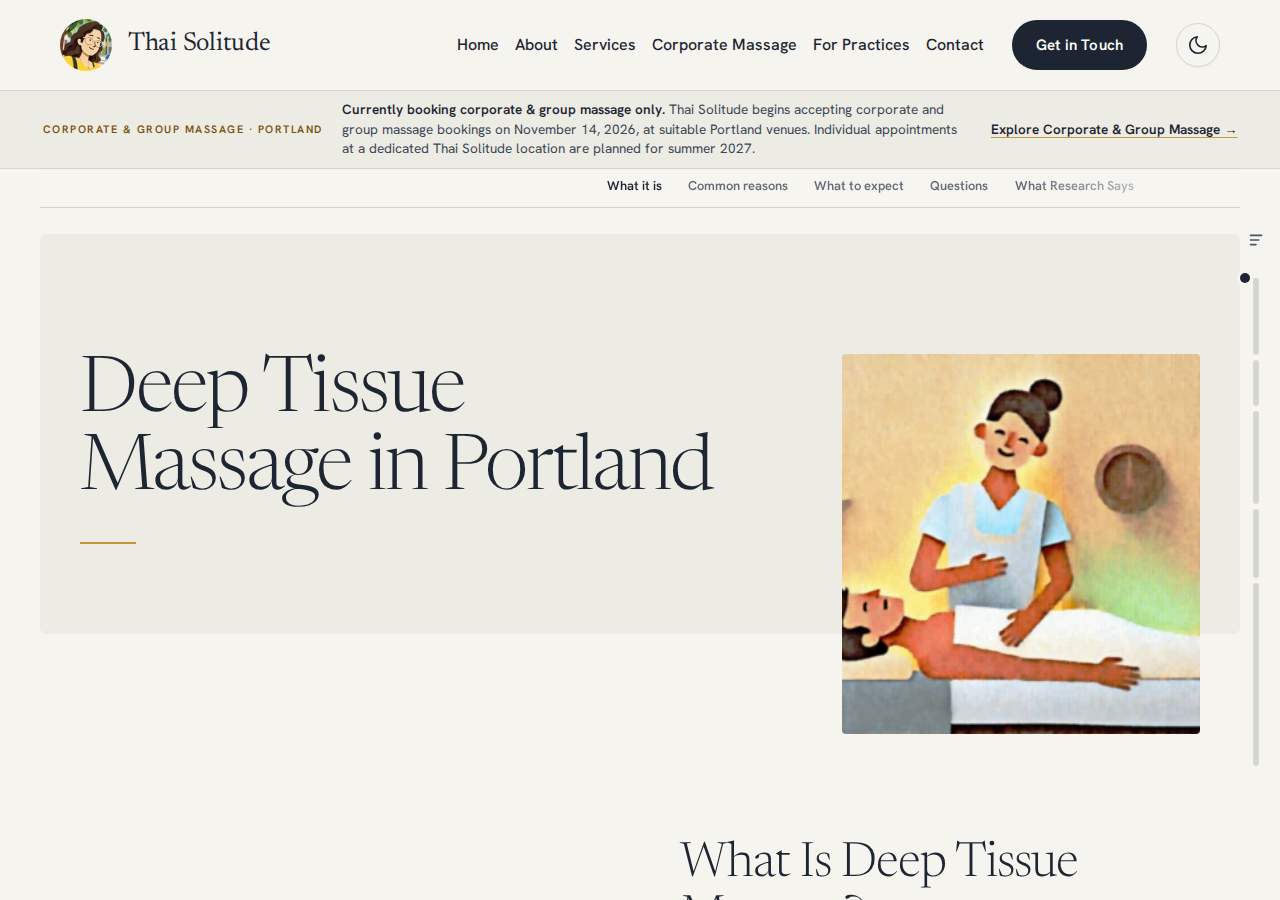 Thai Solitude
Home About Services Corporate Massage For Practices Contact Get in Touch
CORPORATE & GROUP MASSAGE · PORTLAND
Currently booking corporate & group massage only. Thai Solitude begins accepting corporate and
group massage bookings on November 14, 2026, at suitable Portland venues. Individual appointments
at a dedicated Thai Solitude location are planned for summer 2027.
Explore Corporate & Group Massage →
What it is Common reasons What to expect Questions What Research Says
Deep Tissue
Massage in Portland
What Is Deep Tissue